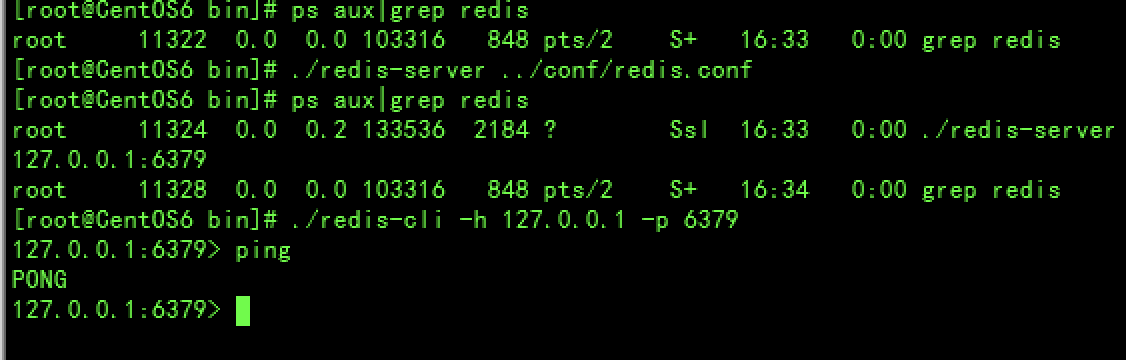 [root@CentOS6 bin]# ps aux|grep redis
root     11322  0.0  0.0 103316   848 pts/2    S+   16:33   0:00 grep redis
[root@CentOS6 bin]# ./redis-server ../conf/redis.conf
[root@CentOS6 bin]# ps aux|grep redis
root     11324  0.0  0.2 133536  2184 ?        Ssl  16:33   0:00 ./redis-server
127.0.0.1:6379
root     11328  0.0  0.0 103316   848 pts/2    S+   16:34   0:00 grep redis
[root@CentOS6 bin]# ./redis-cli -h 127.0.0.1 -p 6379
127.0.0.1:6379> ping
PONG
127.0.0.1:6379>